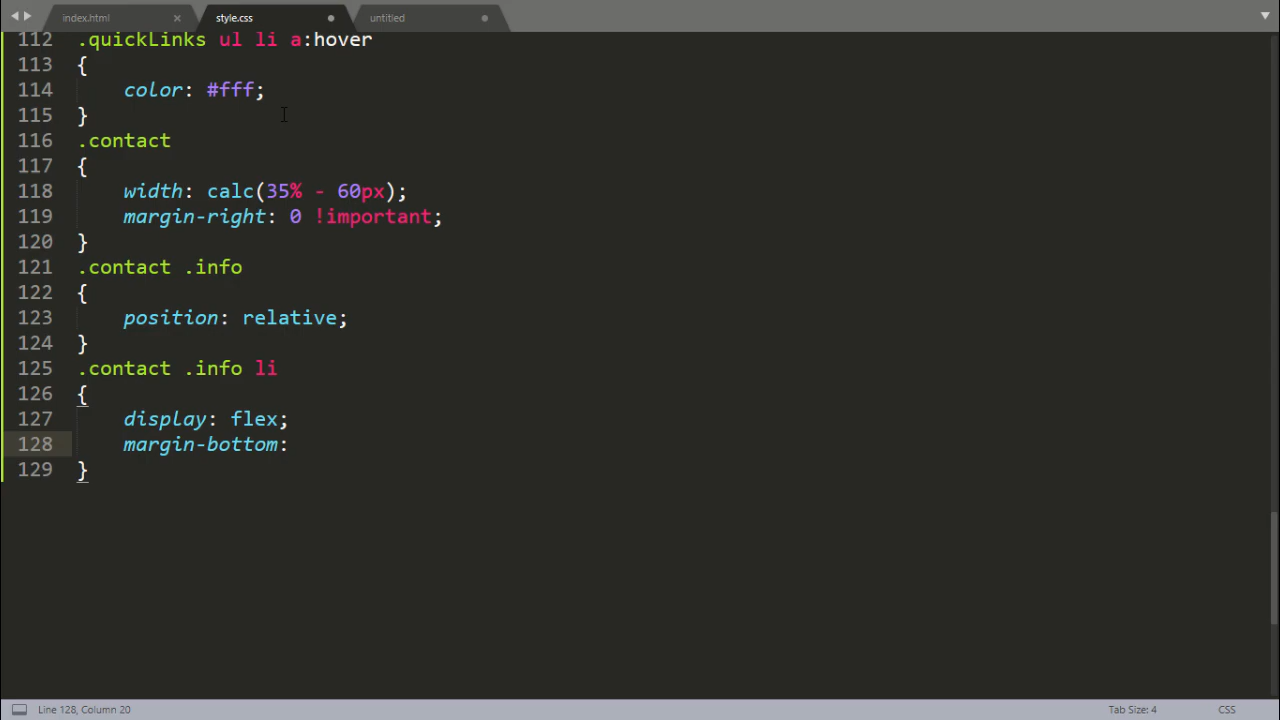 index.html
style.css
untitled
112 .quickLinks ul li a:hover
113 {
114     color: #fff;
115 }
116 .contact
117 {
118     width: calc(35% - 60px);
119     margin-right: 0 !important;
120 }
121 .contact .info
122 {
123     position: relative;
124 }
125 .contact .info li
126 {
127     display: flex;
128     margin-bottom:
129 }
Line 128, Column 20
Tab Size: 4
CSS